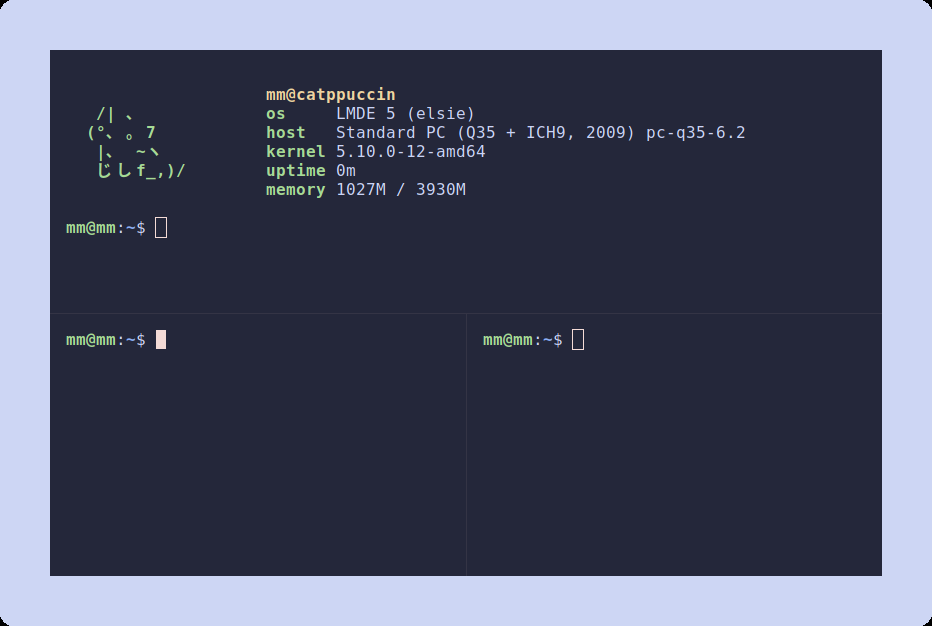 mm@catppuccin
/| 、
os LMDE 5 (elsie)
(°、 。 7
host Standard PC (Q35 + ICH9, 2009) pc-q35-6.2
|、 ~ヽ
kernel 5.10.0-12-amd64
じしf_,)/
uptime 0m
memory 1027M / 3930M
mm@mm:~$
mm@mm:~$
mm@mm:~$